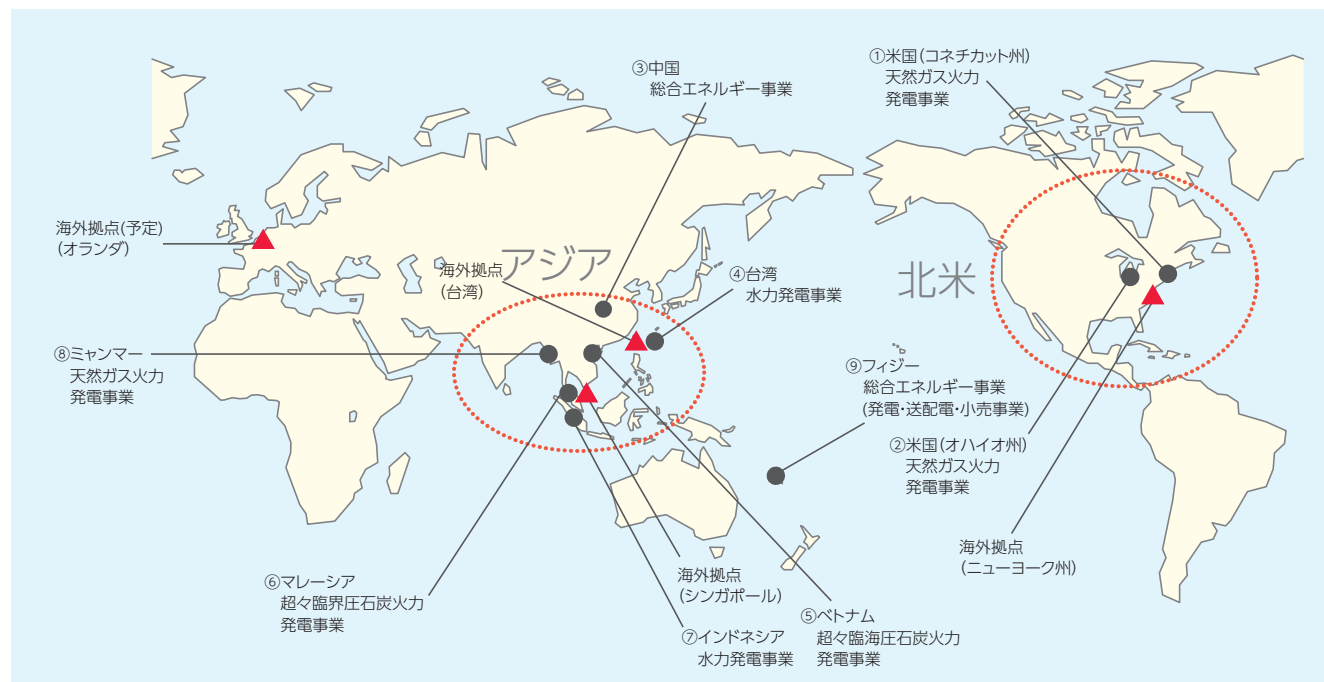 ①米国(コネチカット州)
天然ガス火力
発電事業
③中国
総合エネルギー事業
海外拠点(予定)
(オランダ)
アジア
海外拠点
(台湾)
④台湾
水力発電事業
北米
⑧ミャンマー
天然ガス火力
発電事業
⑨フィジー
総合エネルギー事業
(発電・送配電・小売事業)
②米国(オハイオ州)
天然ガス火力
発電事業
海外拠点
(ニューヨーク州)
⑥マレーシア
超々臨界圧石炭火力
発電事業
海外拠点
(シンガポール)
⑦インドネシア
水力発電事業
⑤ベトナム
超々臨海圧石炭火力
発電事業